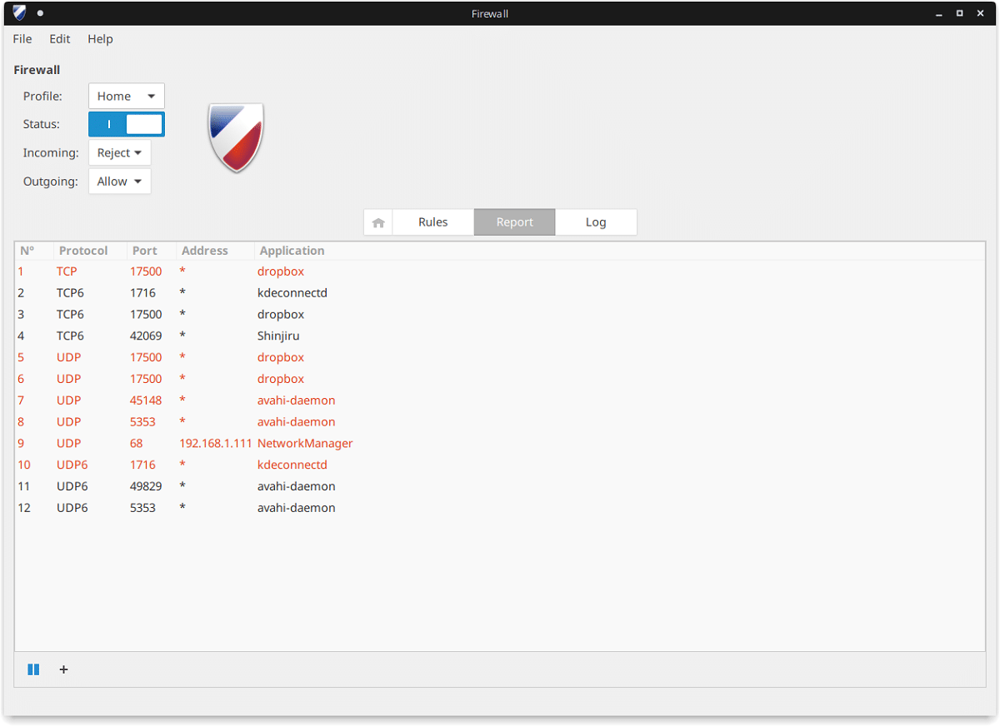 Firewall
File Edit Help
Firewall
Profile: Home
Status:
Incoming: Reject
Outgoing: Allow
Rules Report Log
Nº Protocol Port Address Application
1 TCP 17500 * dropbox
2 TCP6 1716 * kdeconnectd
3 TCP6 17500 * dropbox
4 TCP6 42069 * Shinjiru
5 UDP 17500 * dropbox
6 UDP 17500 * dropbox
7 UDP 45148 * avahi-daemon
8 UDP 5353 * avahi-daemon
9 UDP 68 192.168.1.111 NetworkManager
10 UDP6 1716 * kdeconnectd
11 UDP6 49829 * avahi-daemon
12 UDP6 5353 * avahi-daemon